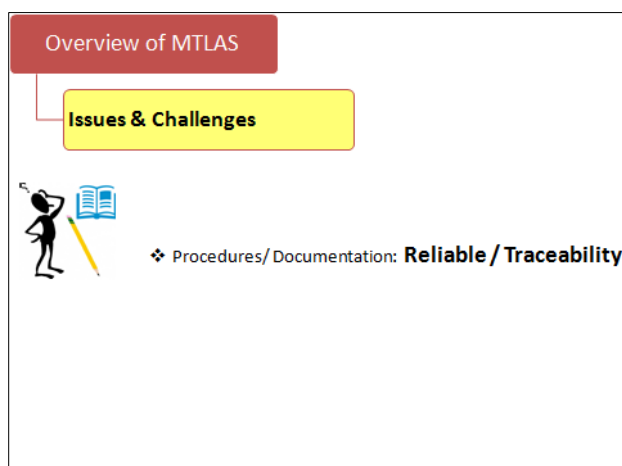 Overview of MTLAS
Issues & Challenges
❖ Procedures/ Documentation: Reliable / Traceability